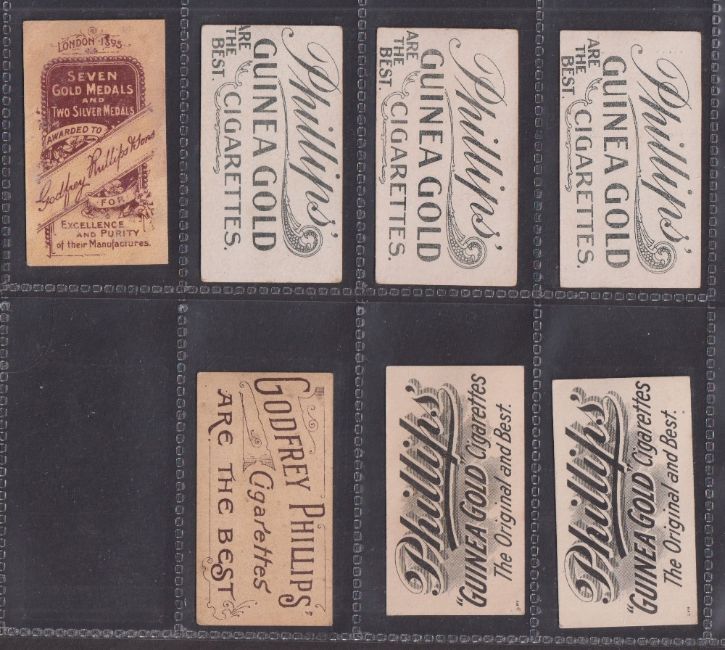 LONDON 1895
SEVEN
GOLD MEDALS
AND
TWO SILVER MEDALS
AWARDED TO
Godfrey Phillips & Sons
FOR
EXCELLENCE
AND PURITY
of their Manufactures.
Phillips'
ARE
THE
BEST.
GUINEA GOLD
CIGARETTES.
Phillips'
ARE
THE
BEST.
GUINEA GOLD
CIGARETTES.
Phillips'
ARE
THE
BEST.
GUINEA GOLD
CIGARETTES.
GODFREY PHILLIPS'
Cigarettes
ARE THE BEST
Phillips's
"GUINEA GOLD" Cigarettes
The Original and Best.
Phillips's
"GUINEA GOLD" Cigarettes
The Original and Best.